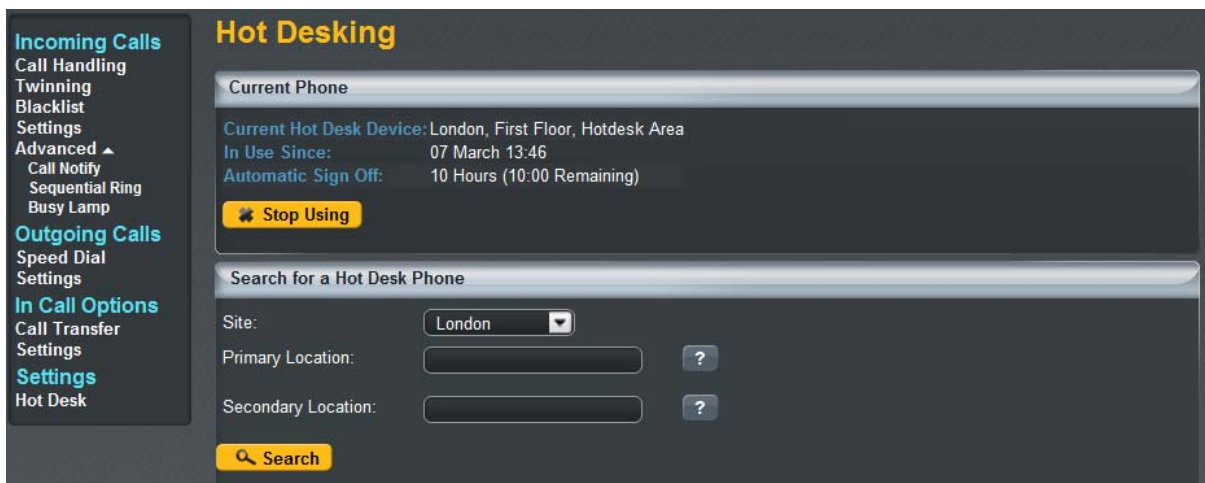 Incoming Calls
Call Handling
Twinning
Blacklist
Settings
Advanced
Call Notify
Sequential Ring
Busy Lamp
Outgoing Calls
Speed Dial
Settings
In Call Options
Call Transfer
Settings
Settings
Hot Desk
Hot Desking
Current Phone
Current Hot Desk Device: London, First Floor, Hotdesk Area
In Use Since: 07 March 13:46
Automatic Sign Off: 10 Hours (10:00 Remaining)
Stop Using
Search for a Hot Desk Phone
Site: London
Primary Location: ?
Secondary Location: ?
Search